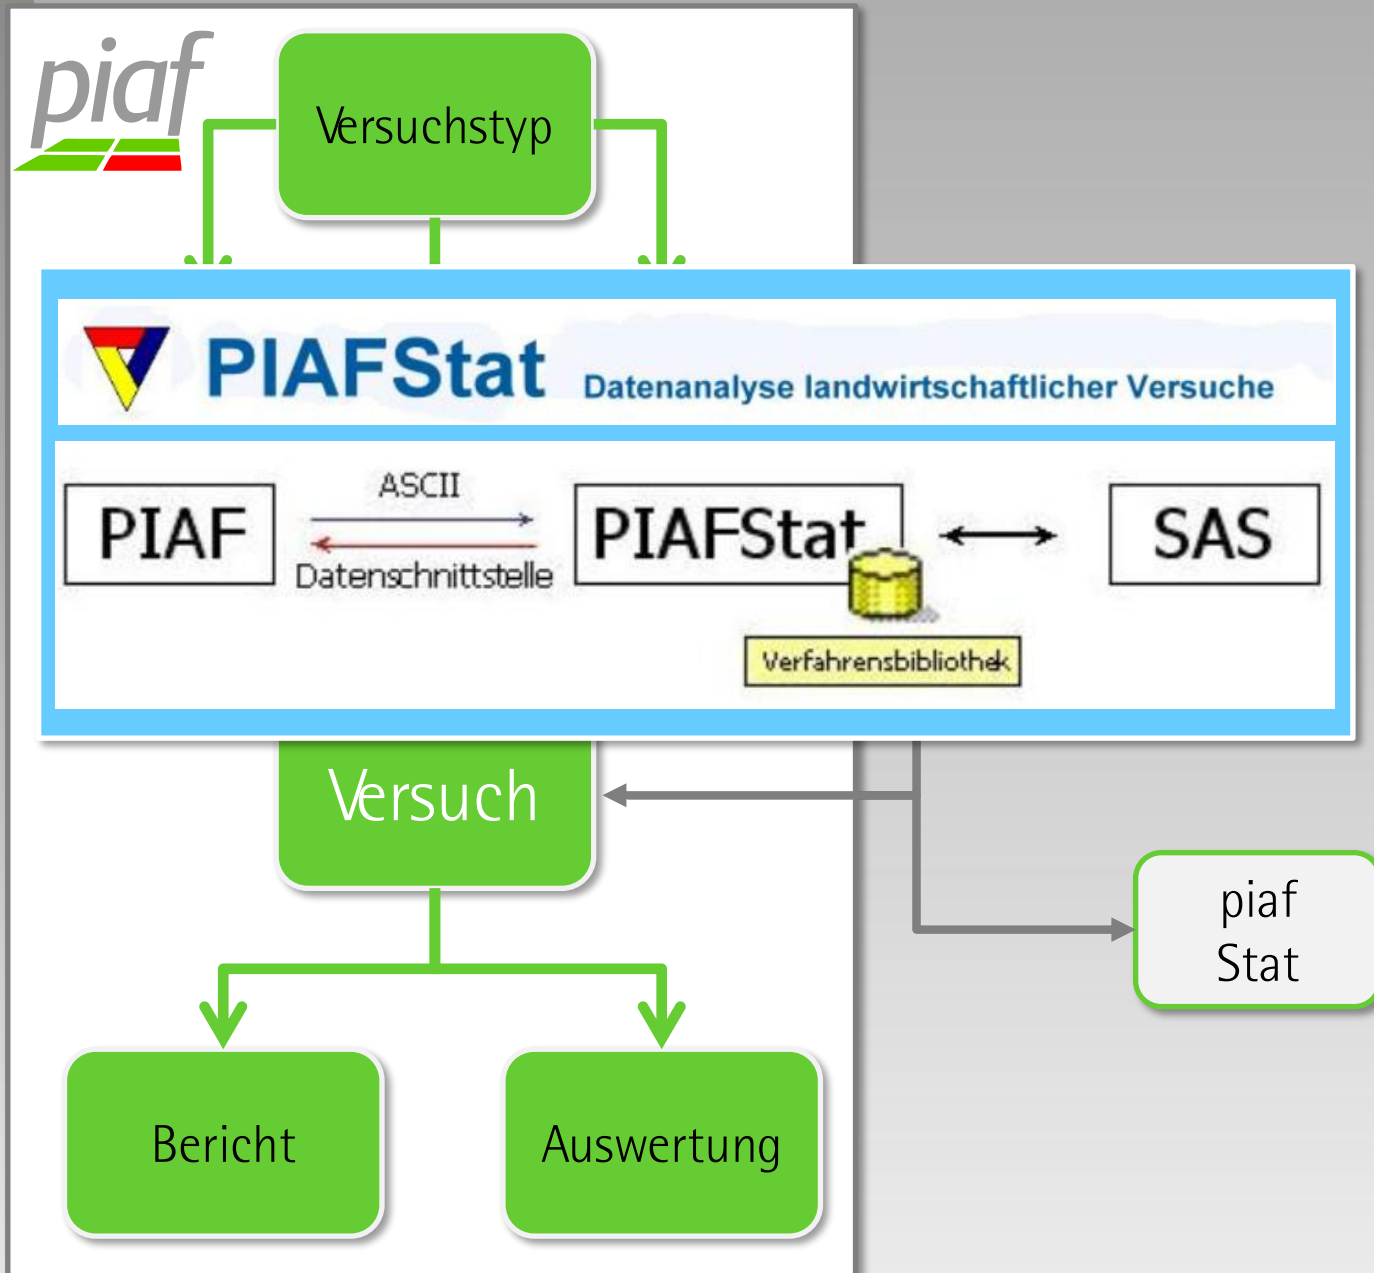 piaf
Versuchstyp
PIAFStat Datenanalyse landwirtschaftlicher Versuche
ASCII
PIAF
PIAFStat
SAS
Datenschnittstelle
Verfahrensbibliothek
Versuch
piaf
Stat
Bericht
Auswertung